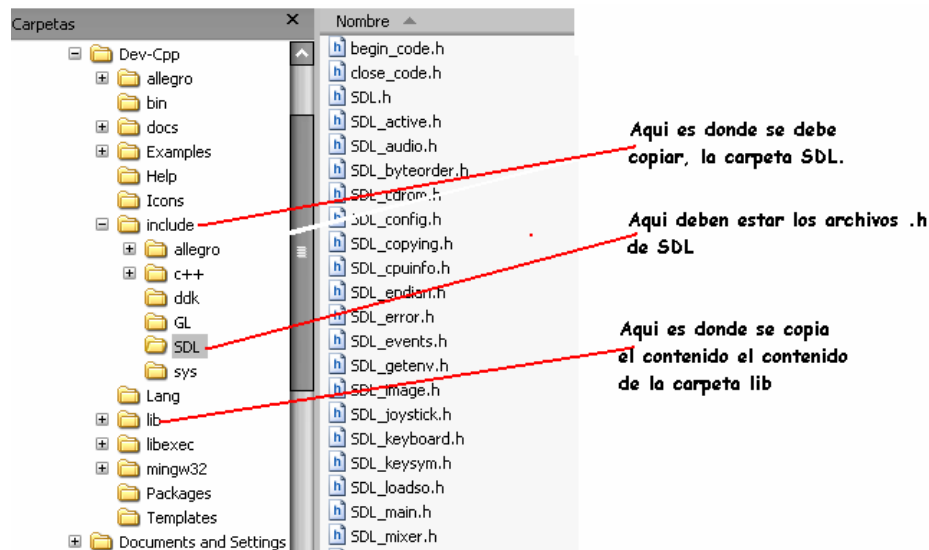 Carpetas
Dev-Cpp
allegro
bin
docs
Examples
Help
Icons
include
allegro
c++
ddk
GL
SDL
sys
Lang
lib
libexec
mingw32
Packages
Templates
Documents and Settings
Nombre
begin_code.h
close_code.h
SDL.h
SDL_active.h
SDL_audio.h
SDL_byteorder.h
SDL_cdrom.h
SDL_config.h
SDL_copying.h
SDL_cpuinfo.h
SDL_endian.h
SDL_error.h
SDL_events.h
SDL_getenv.h
SDL_image.h
SDL_joystick.h
SDL_keyboard.h
SDL_keysym.h
SDL_loadso.h
SDL_main.h
SDL_mixer.h
Aqui es donde se debe
copiar, la carpeta SDL.
Aqui deben estar los archivos .h
de SDL
Aqui es donde se copia
el contenido el contenido
de la carpeta lib